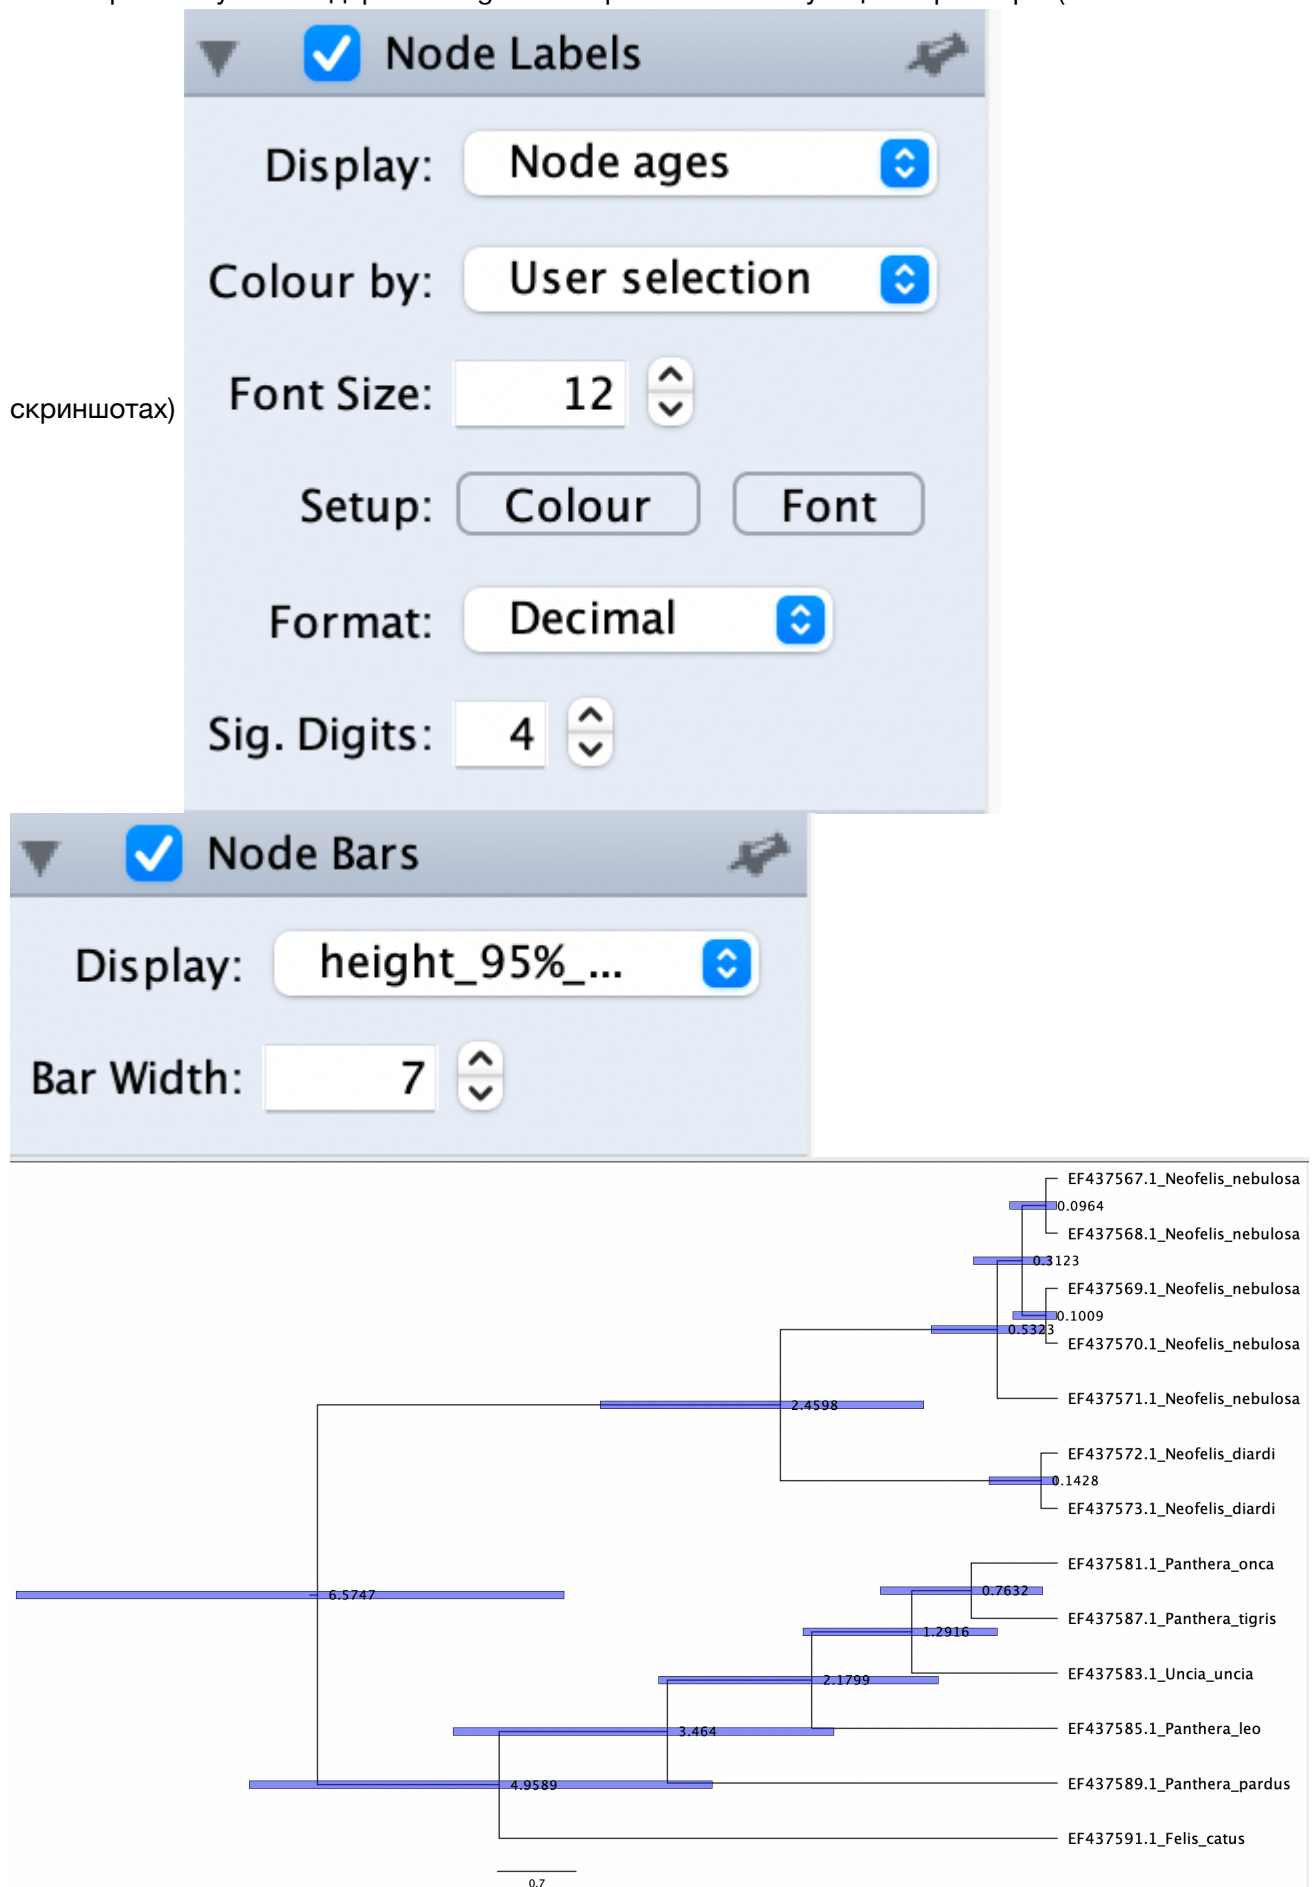 Node Labels
Display: Node ages
Colour by: User selection
скриншотах) Font Size: 12
Setup: Colour Font
Format: Decimal
Sig. Digits: 4
Node Bars
Display: height_95%_...
Bar Width: 7
EF437567.1_Neofelis_nebulosa
0.0964
EF437568.1_Neofelis_nebulosa
0.3123
EF437569.1_Neofelis_nebulosa
0.1009
0.5323
EF437570.1_Neofelis_nebulosa
EF437571.1_Neofelis_nebulosa
2.4598
EF437572.1_Neofelis_diardi
0.1428
EF437573.1_Neofelis_diardi
EF437581.1_Panthera_onca
0.7632
6.5747
EF437587.1_Panthera_tigris
1.2916
EF437583.1_Uncia_uncia
2.1799
EF437585.1_Panthera_leo
3.464
EF437589.1_Panthera_pardus
4.9589
EF437591.1_Felis_catus
0.7